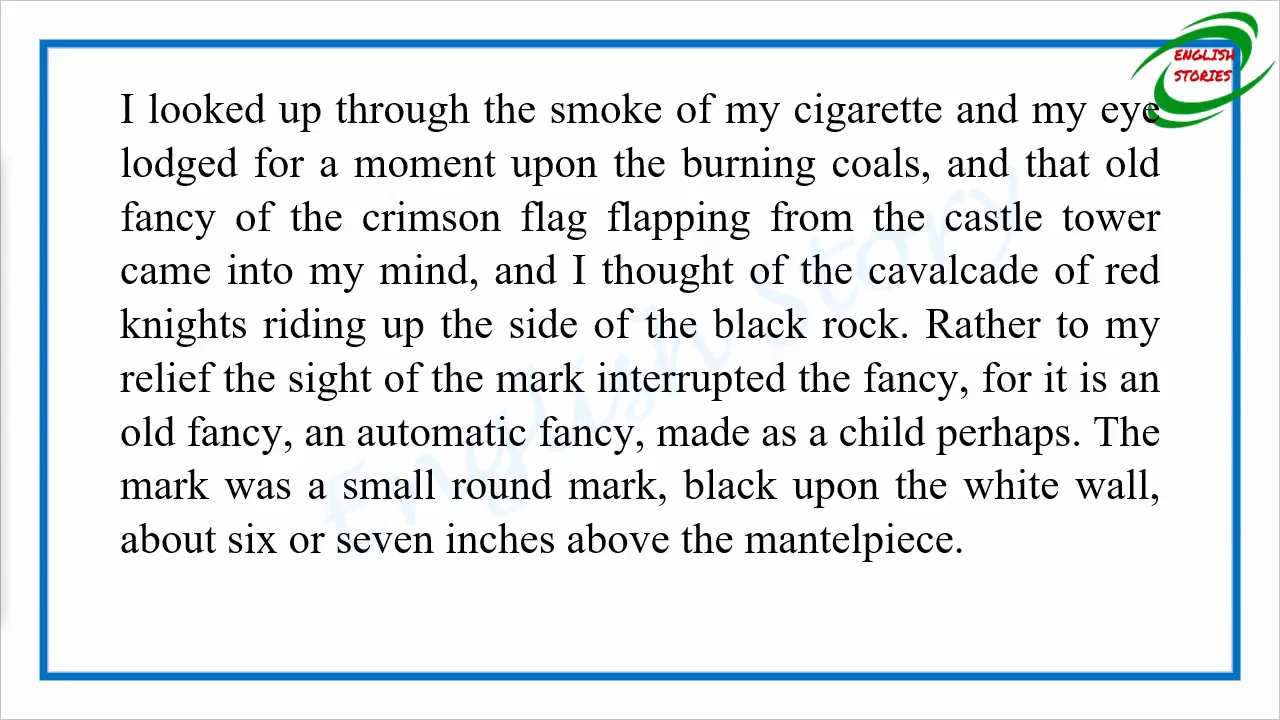 ENGLISH
STORIES
I looked up through the smoke of my cigarette and my eye
lodged for a moment upon the burning coals, and that old
fancy of the crimson flag flapping from the castle tower
came into my mind, and I thought of the cavalcade of red
knights riding up the side of the black rock. Rather to my
relief the sight of the mark interrupted the fancy, for it is an
old fancy, an automatic fancy, made as a child perhaps. The
mark was a small round mark, black upon the white wall,
about six or seven inches above the mantelpiece.
English Story